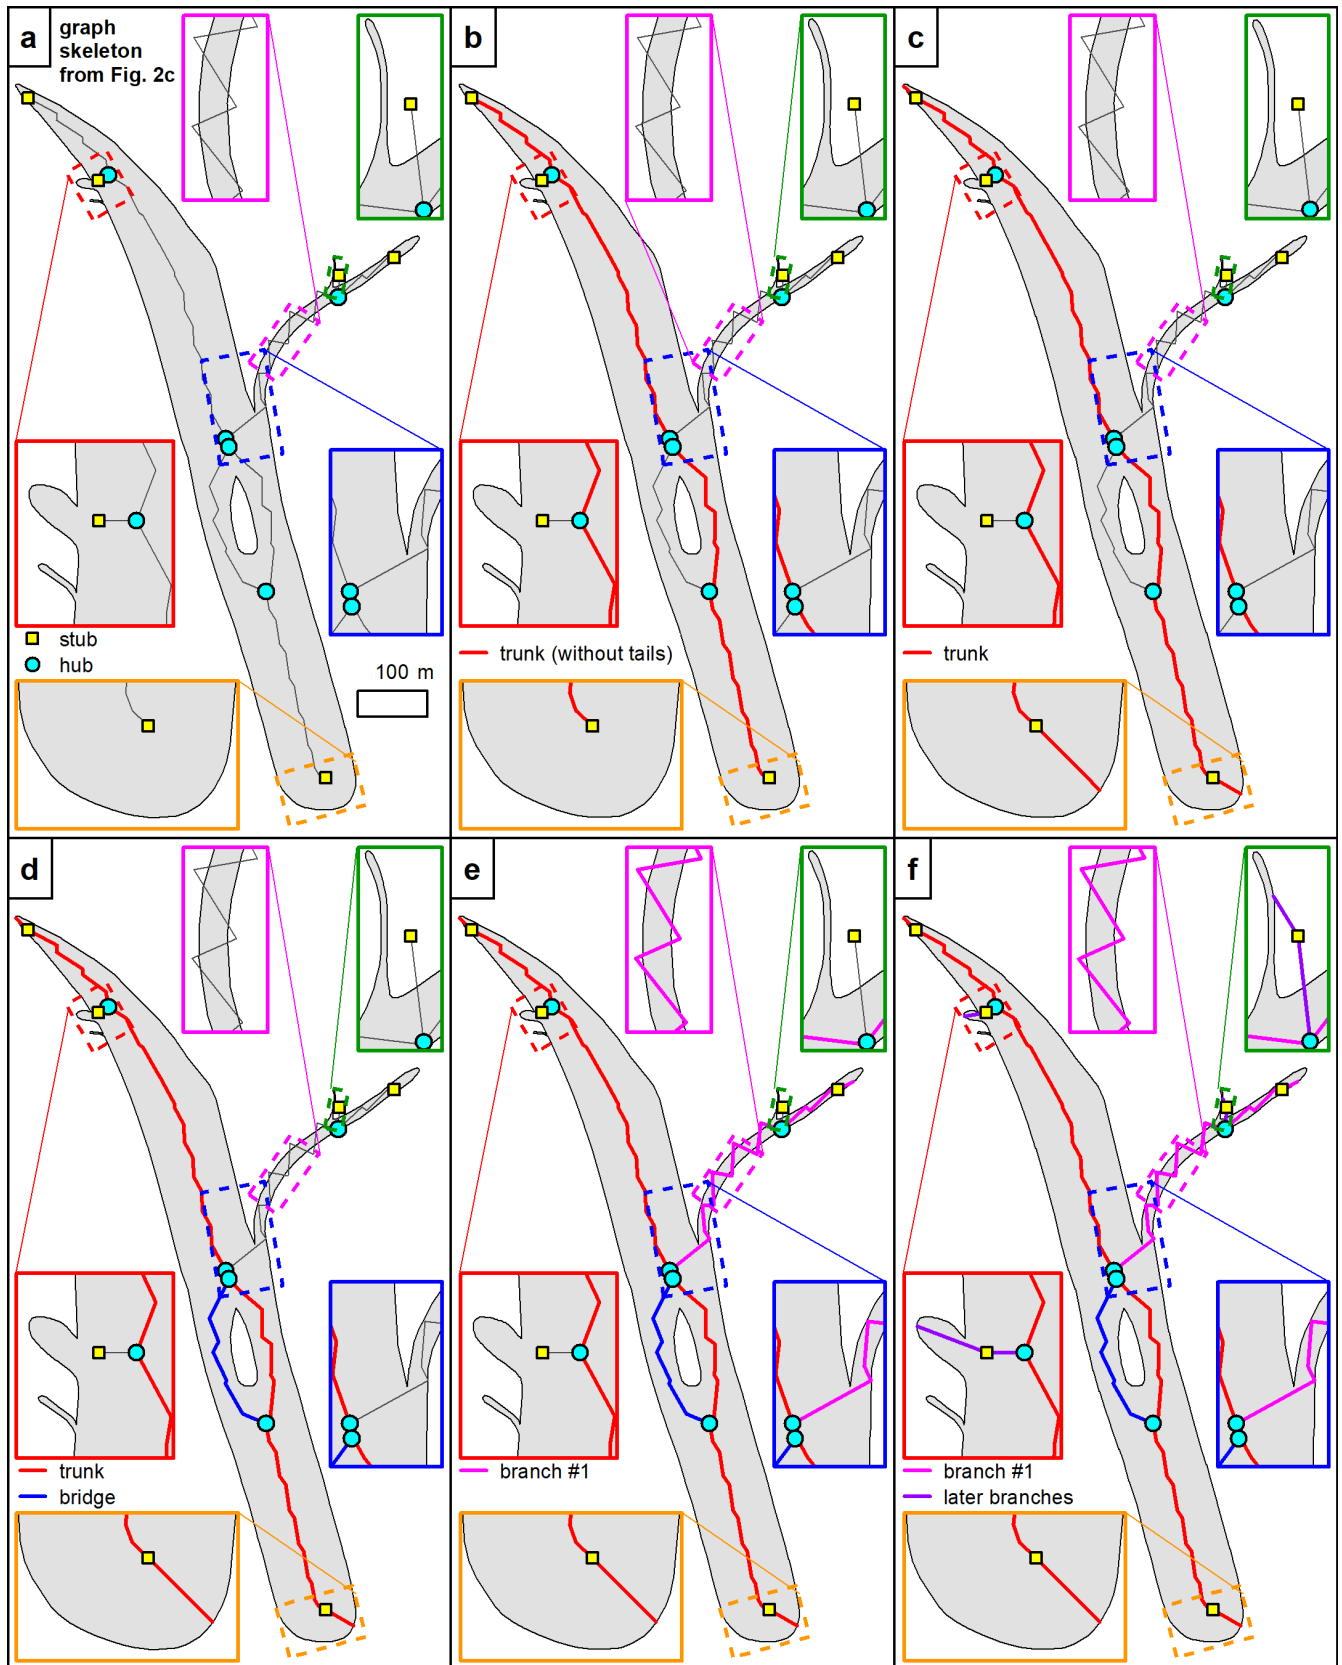 a
graph
skeleton
from Fig. 2c
stub
hub
100 m
b
trunk (without tails)
c
trunk
d
trunk
bridge
e
branch #1
f
branch #1
later branches